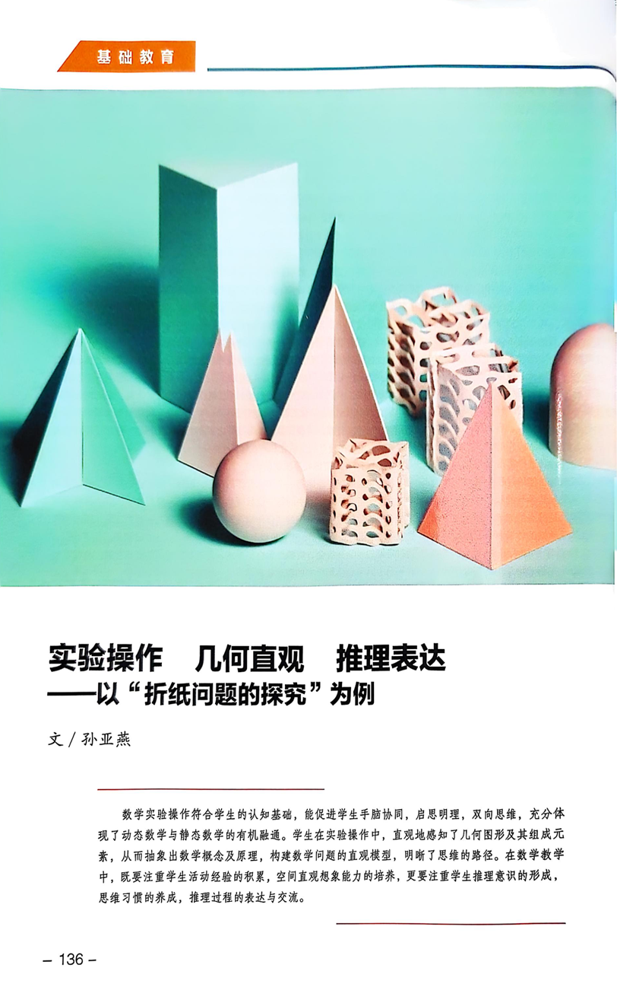 基础教育
实验操作 几何直观 推理表达
——以“折纸问题的探究”为例
文/孙亚燕
数学实验操作符合学生的认知基础，能促进学生手脑协同，启思明理，双向思维，充分体
现了动态数学与静态数学的有机融通。学生在实验操作中，直观地感知了几何图形及其组成元
素，从而抽象出数学概念及原理，构建数学问题的直观模型，明晰了思维的路径。在数学教学
中，既要注重学生活动经验的积累，空间直观想象能力的培养，更要注重学生推理意识的形成，
思维习惯的养成，推理过程的表达与交流。
– 136 –